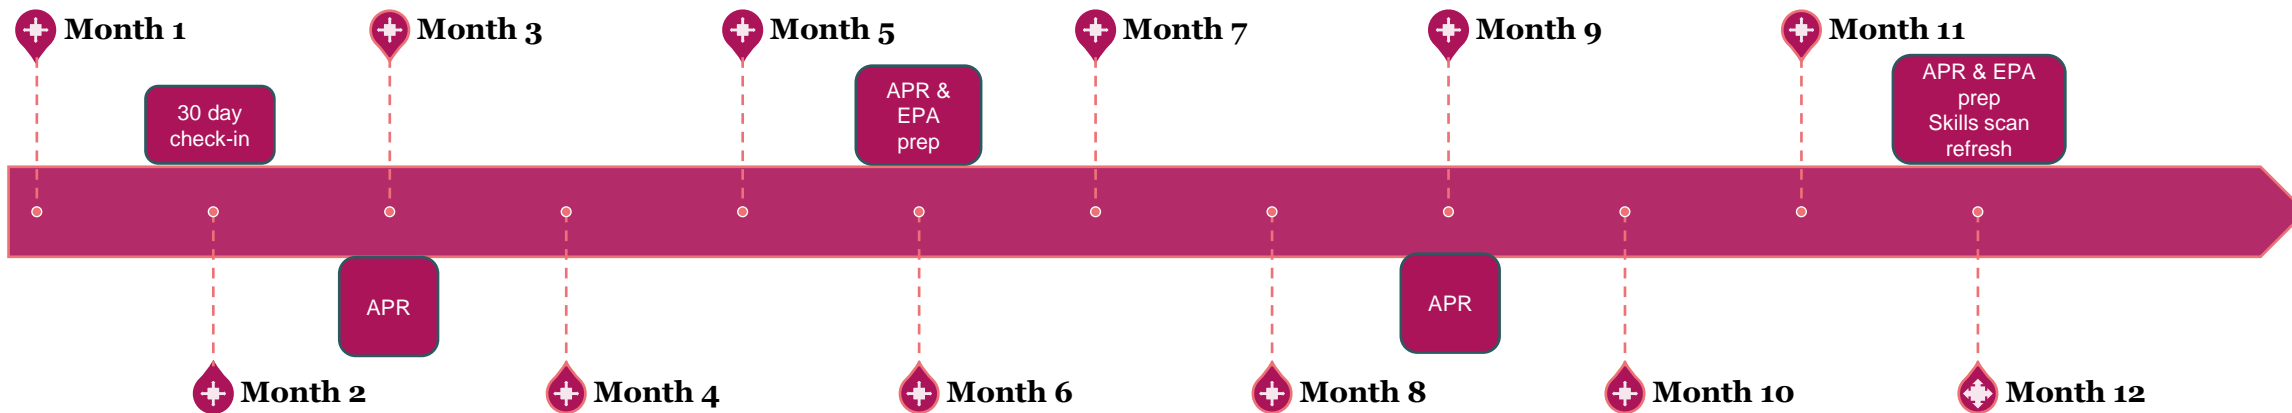 Month 1
Month 3
Month 5
Month 7
Month 9
Month 11
30 day
check-in
APR &
EPA
prep
APR & EPA
prep
Skills scan
refresh
APR
APR
Month 2
Month 4
Month 6
Month 8
Month 10
Month 12